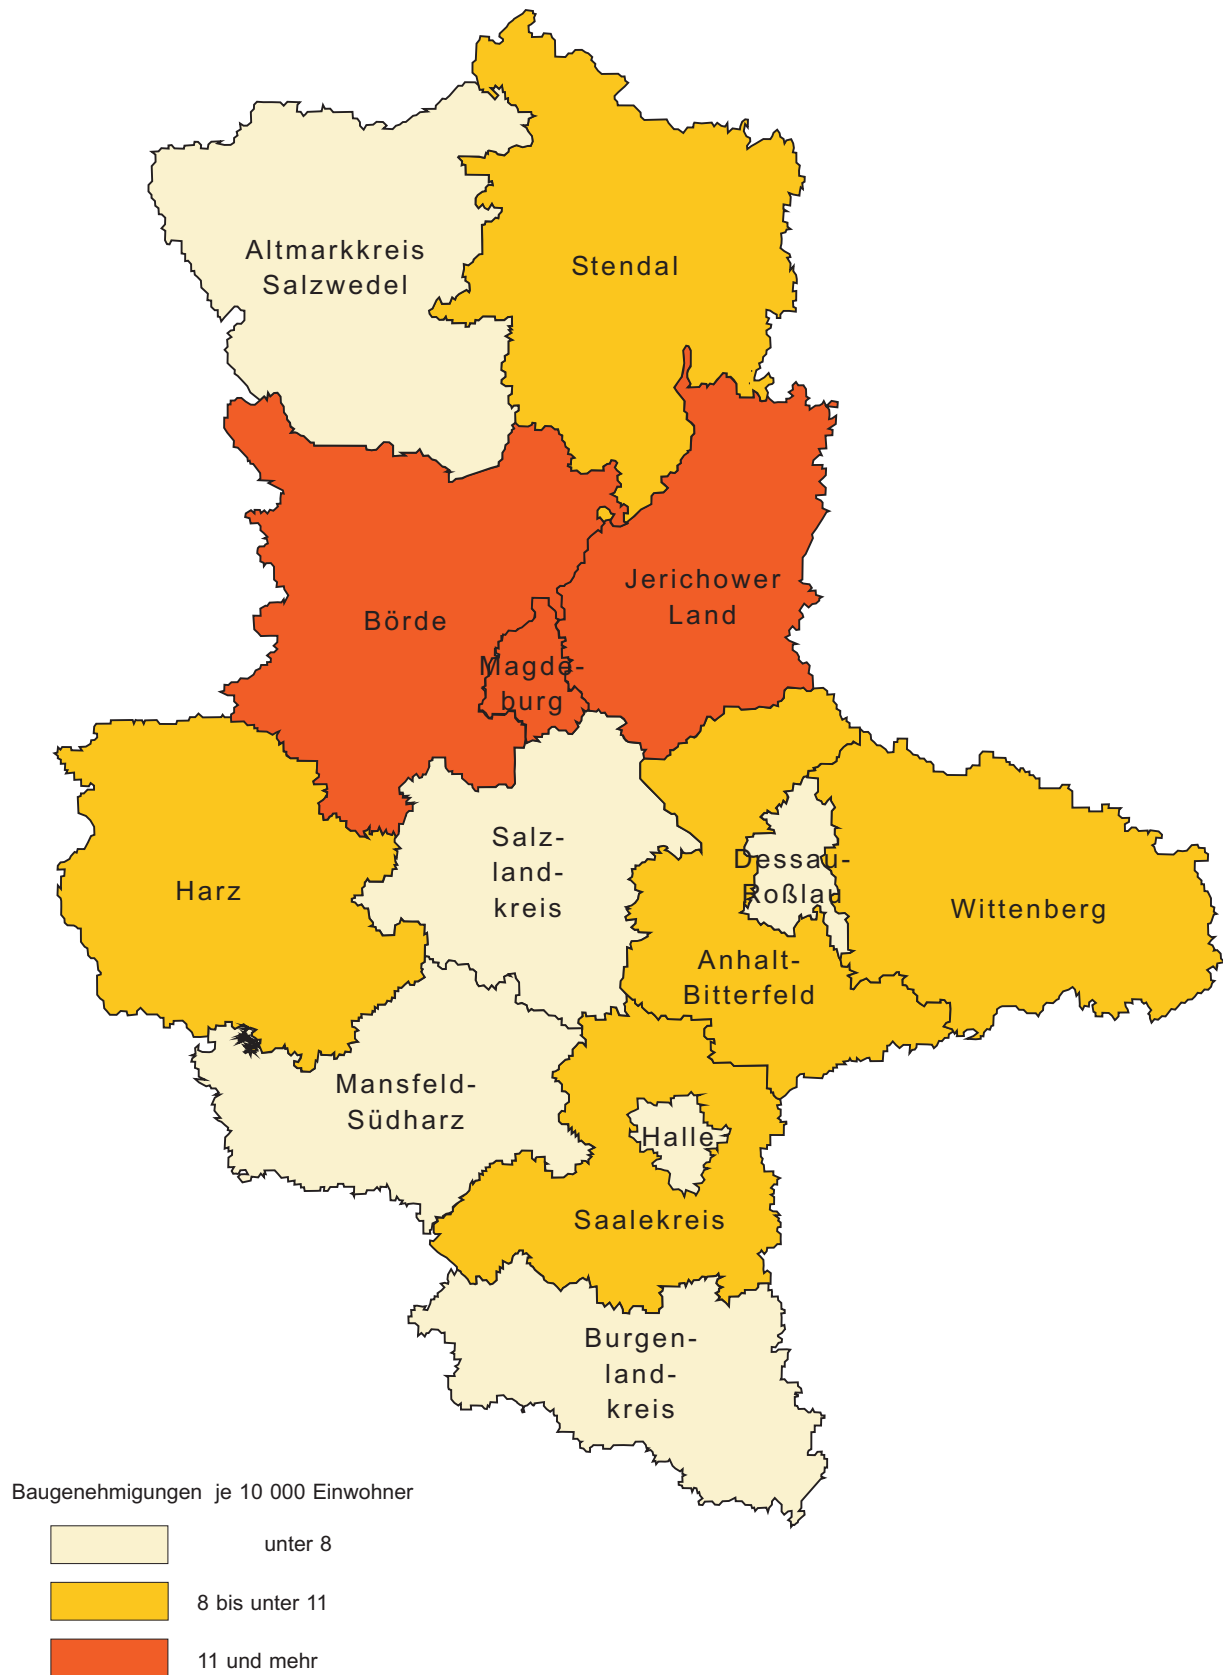 Altmarkkreis
Salzwedel
Stendal
Jerichower
Land
Börde
Magde-
burg
Salz-
land-
kreis
Dessau-
Roßlau
Harz
Wittenberg
Anhalt-
Bitterfeld
Mansfeld-
Südharz
Halle
Saalekreis
Burgen-
land-
kreis
Baugenehmigungen je 10 000 Einwohner
unter 8
8 bis unter 11
11 und mehr